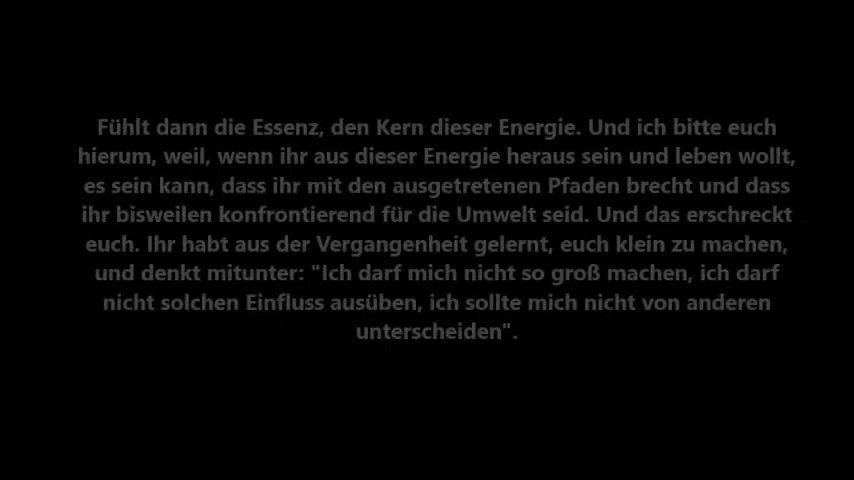 Fühlt dann die Essenz, den Kern dieser Energie. Und ich bitte euch
hierum, weil, wenn ihr aus dieser Energie heraus sein und leben wollt,
es sein kann, dass ihr mit den ausgetretenen Pfaden brecht und dass
ihr bisweilen konfrontierend für die Umwelt seid. Und das erschreckt
euch. Ihr habt aus der Vergangenheit gelernt, euch klein zu machen,
und denkt mitunter: "Ich darf mich nicht so groß machen, ich darf
nicht solchen Einfluss ausüben, ich sollte mich nicht von anderen
unterscheiden".